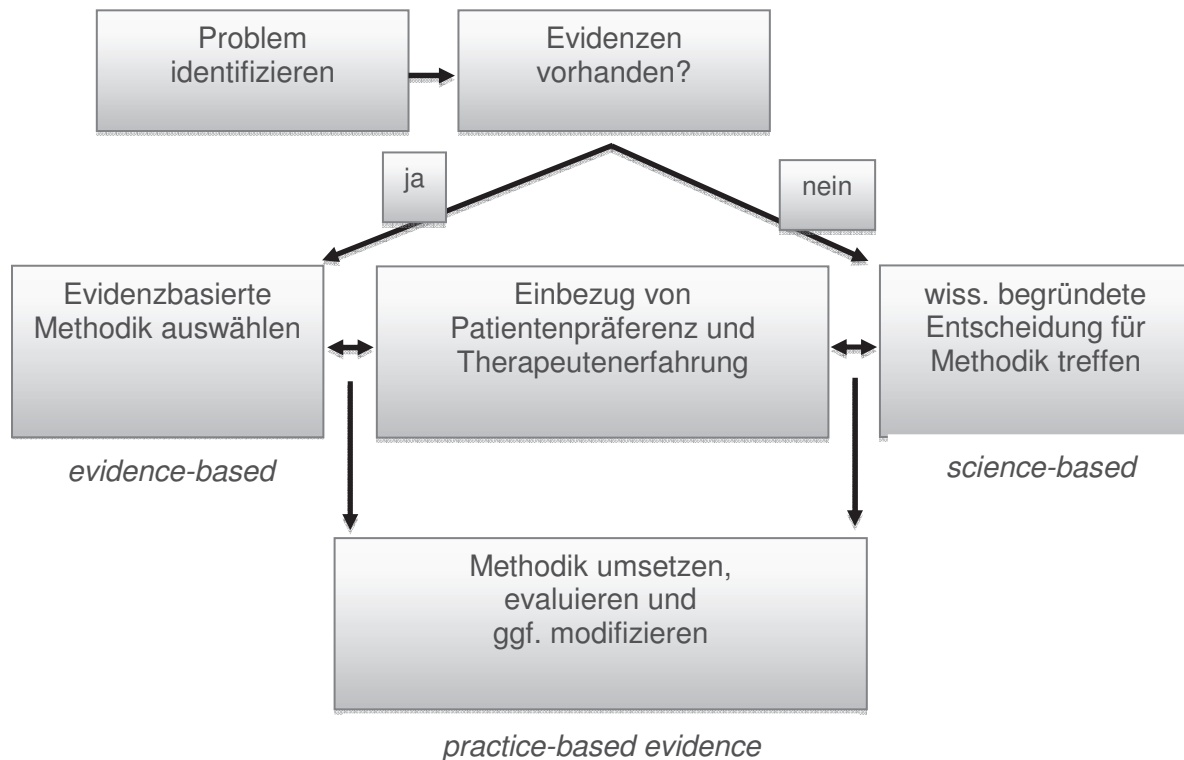 Problem
identifizieren
Evidenzen
vorhanden?
ja
nein
Evidenzbasierte
Methodik auswählen
Einbezug von
Patientenpräferenz und
Therapeutenerfahrung
wiss. begründete
Entscheidung für
Methodik treffen
evidence-based
science-based
Methodik umsetzen,
evaluieren und
ggf. modifizieren
practice-based evidence